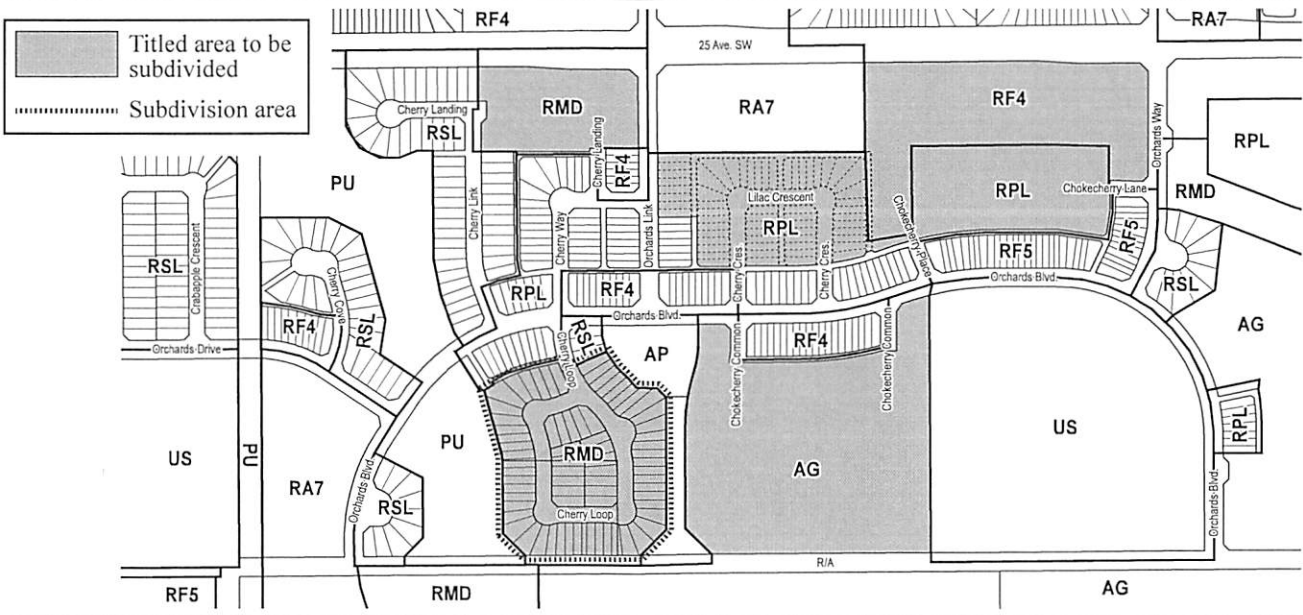 RF4
RA7
Titled area to be
subdivided
Subdivision area
25 Ave. SW
RMD
RA7
RF4
Cherry Landing
RSL
Cherry Landing
RF4
Orchards Way
RPL
PU
Cherry Link
Lilac Crescent
RPL
Chokecherry Lane
RMD
RSL
Crabapple Crescent
Cherry Way
Orchards Link
RPL
Cherry Cres.
Cherry Cres.
Chokecherry Place
RF5
RF5
Orchards Blvd.
RSL
Cherry Cove
RPL
RF4
RF4
RSL
Orchards Blvd.
RSL
Cherry Loop
AP
Chokecherry Common
RF4
Chokecherry Common
AG
Orchards Drive
US
PU
RA7
PU
RMD
AG
US
RPL
Orchards Blvd.
RSL
Cherry Loop
Orchards Blvd.
R/A
RF5
RMD
AG